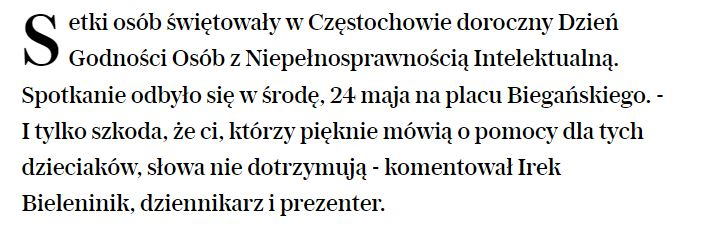 Setki osób świętowały w Częstochowie doroczny Dzień
Godności Osób z Niepełnosprawnością Intelektualną.
Spotkanie odbyło się w środę, 24 maja na placu Biegańskiego. -
I tylko szkoda, że ci, którzy pięknie mówią o pomocy dla tych
dzieciaków, słowa nie dotrzymują - komentował Irek
Bieleninik, dziennikarz i prezenter.